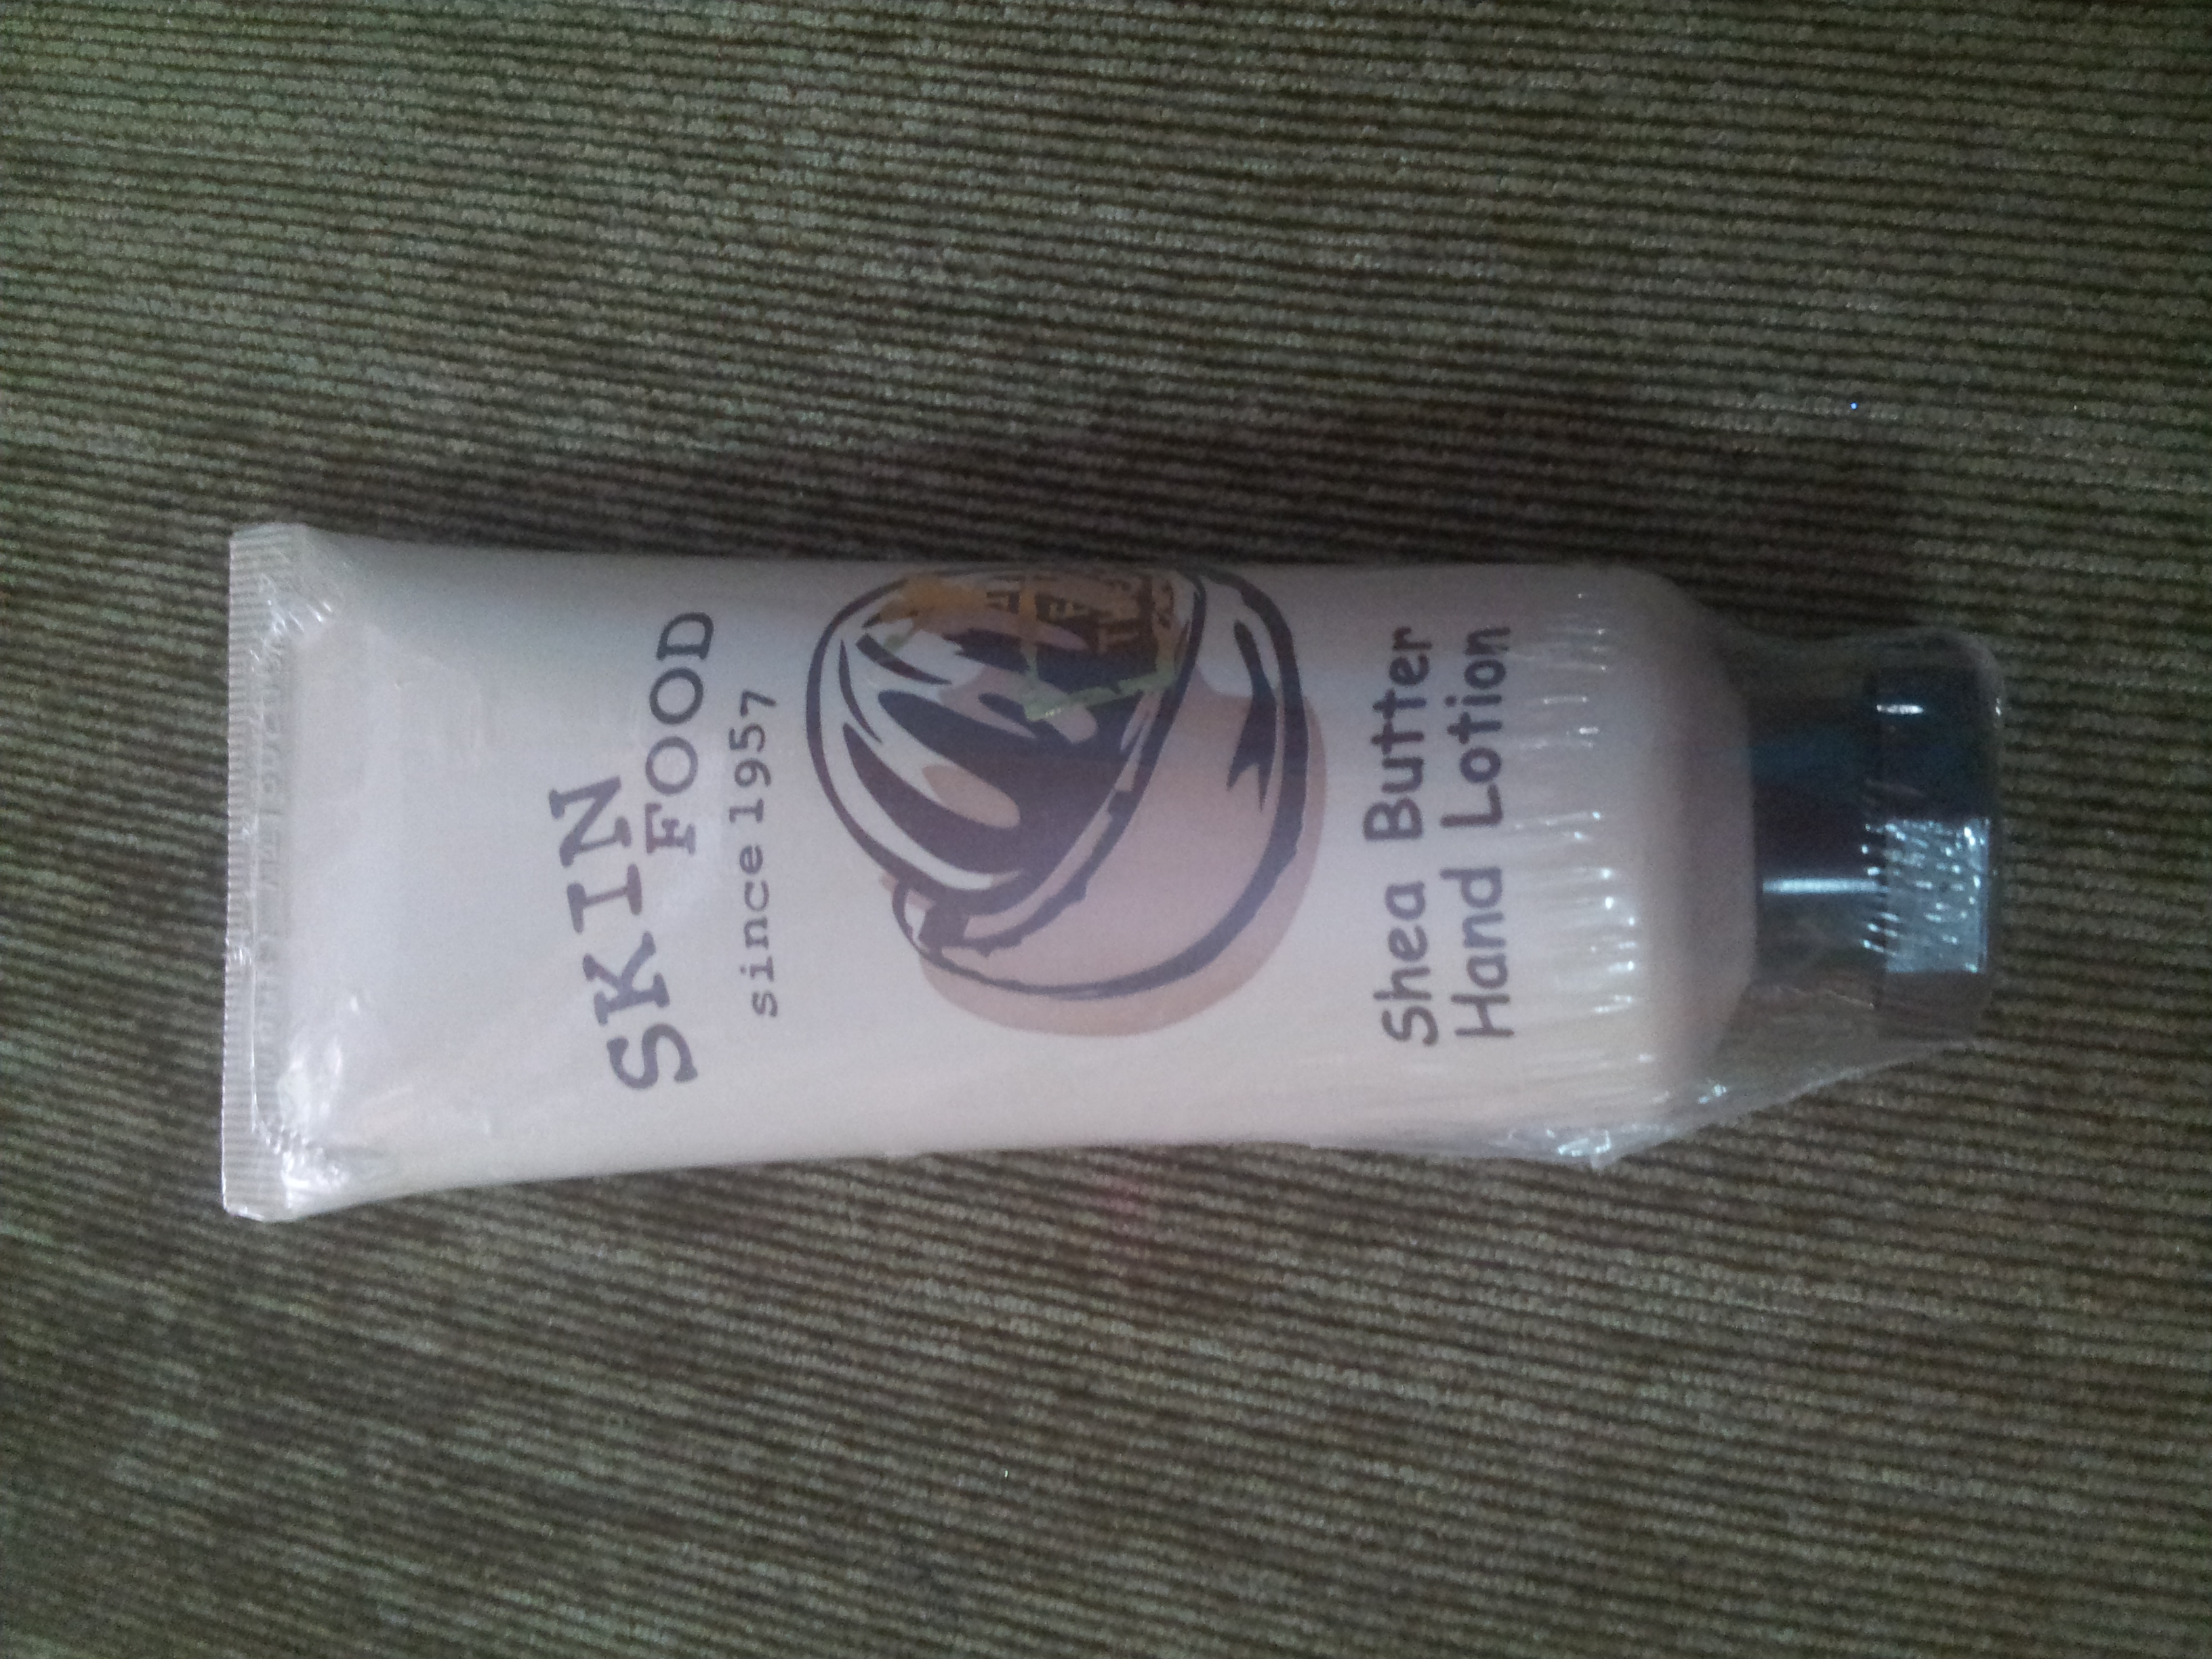 SKIN
FOOD
since 1957
Shea Butter
Hand Lotion